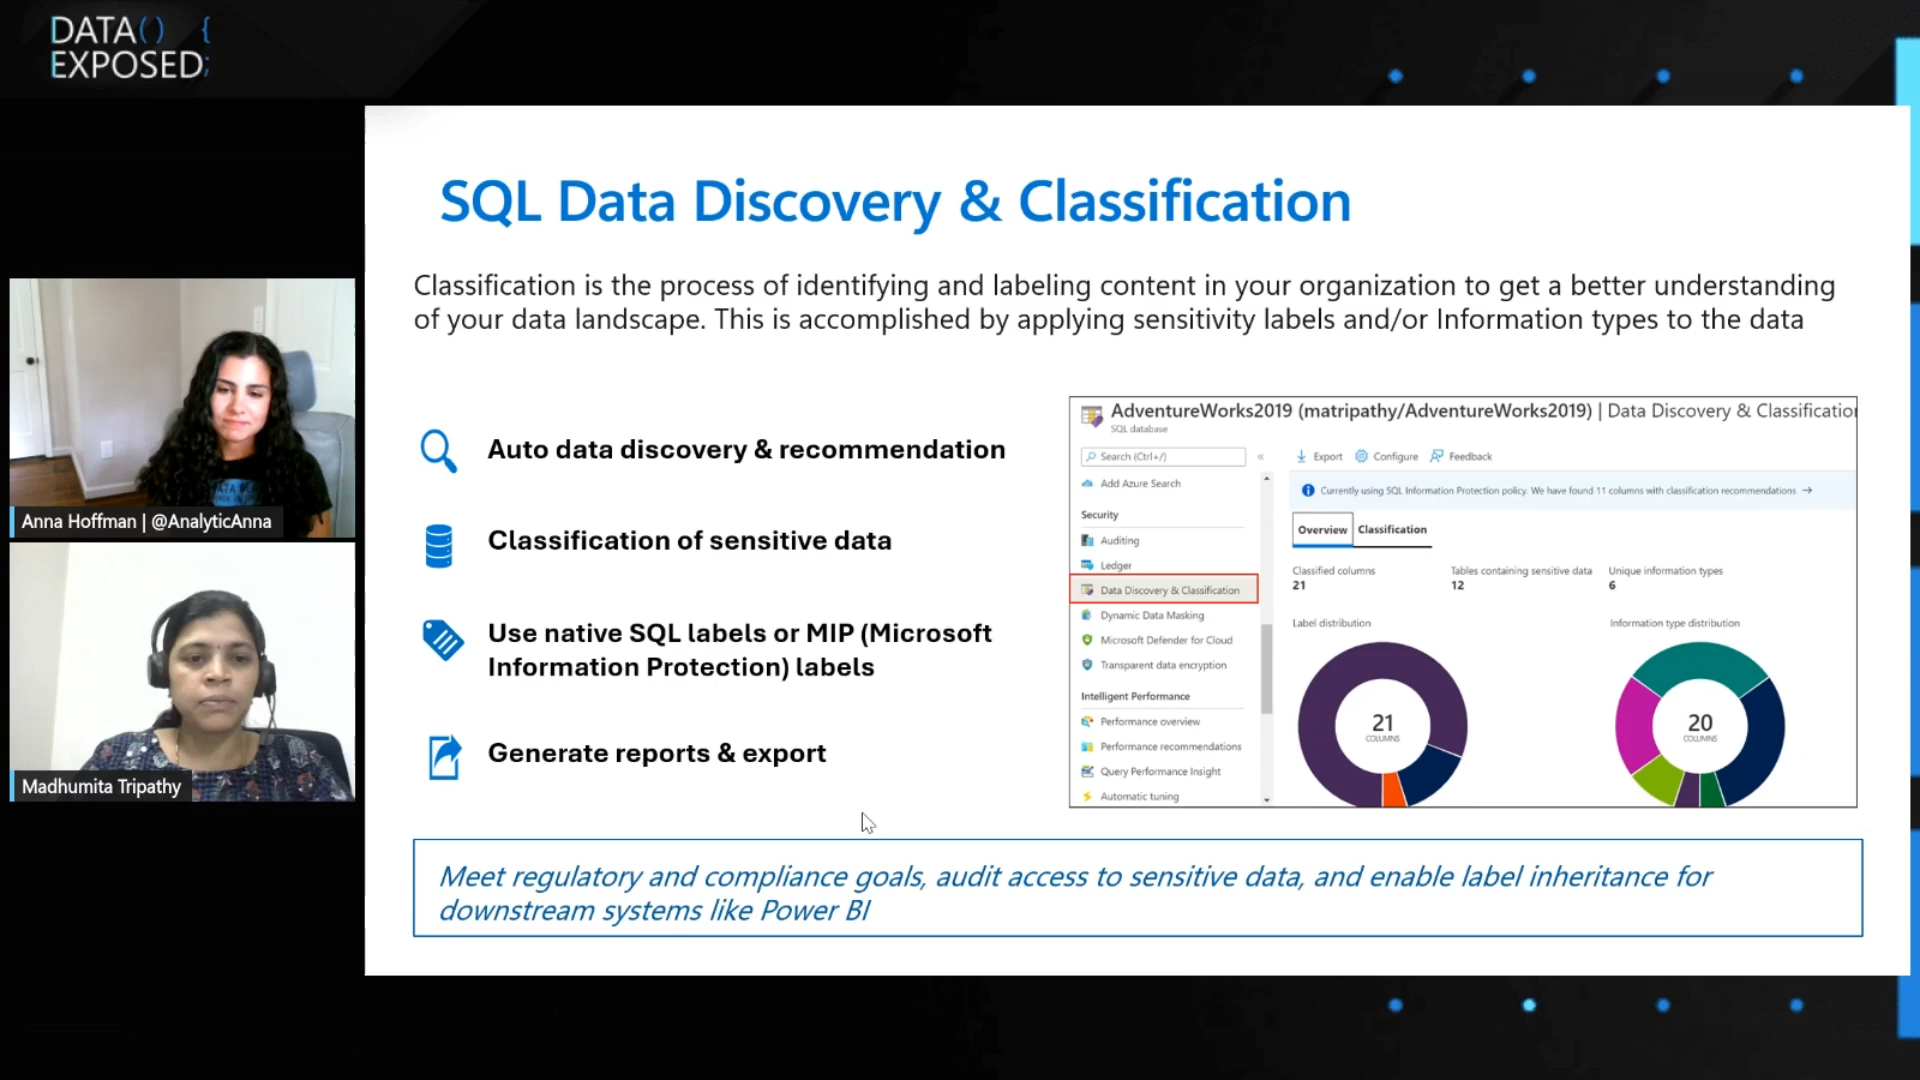 DATA() {
EXPOSED;
SQL Data Discovery & Classification
Classification is the process of identifying and labeling content in your organization to get a better understanding
of your data landscape. This is accomplished by applying sensitivity labels and/or Information types to the data
Auto data discovery & recommendation
Classification of sensitive data
Use native SQL labels or MIP (Microsoft
Information Protection) labels
Generate reports & export
AdventureWorks2019 (matripathy/AdventureWorks2019) | Data Discovery & Classification
SQL database
Search (Ctrl+/)
«
Export Configure Feedback
Add Azure Search
Currently using SQL Information Protection policy. We have found 11 columns with classification recommendations →
Security
Overview Classification
Auditing
Ledger
Classified columns Tables containing sensitive data Unique information types
21 12 6
Data Discovery & Classification
Dynamic Data Masking
Label distribution Information type distribution
Microsoft Defender for Cloud
Transparent data encryption
Intelligent Performance
Performance overview
Performance recommendations
Query Performance Insight
Automatic tuning
21
COLUMNS
20
COLUMNS
Meet regulatory and compliance goals, audit access to sensitive data, and enable label inheritance for
downstream systems like Power BI
Anna Hoffman | @AnalyticAnna
Madhumita Tripathy